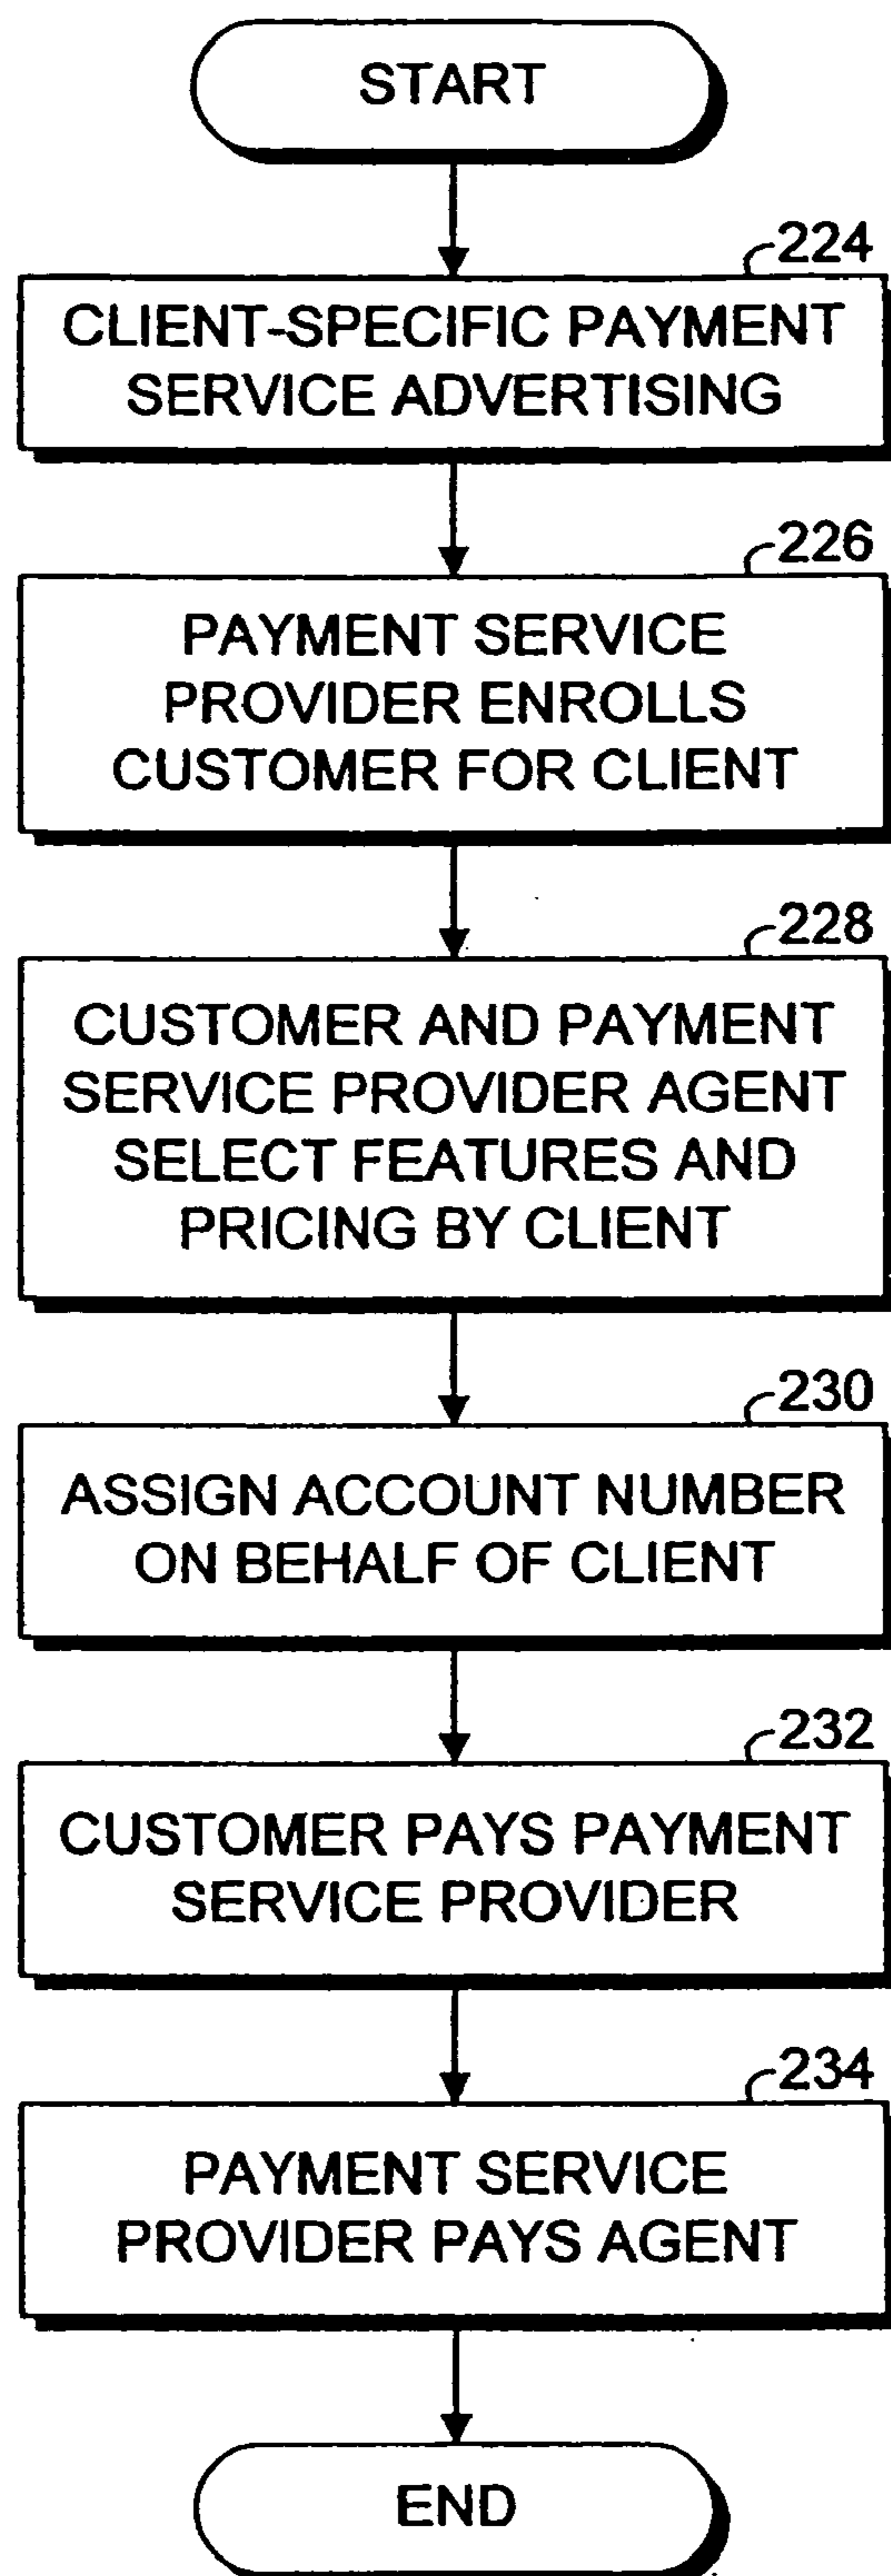 START
224
CLIENT-SPECIFIC PAYMENT
SERVICE ADVERTISING
226
PAYMENT SERVICE
PROVIDER ENROLLS
CUSTOMER FOR CLIENT
228
CUSTOMER AND PAYMENT
SERVICE PROVIDER AGENT
SELECT FEATURES AND
PRICING BY CLIENT
230
ASSIGN ACCOUNT NUMBER
ON BEHALF OF CLIENT
232
CUSTOMER PAYS PAYMENT
SERVICE PROVIDER
234
PAYMENT SERVICE
PROVIDER PAYS AGENT
END